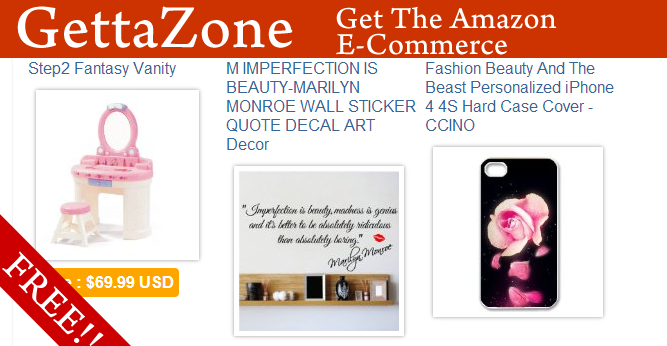 GettaZone
Get The Amazon
E-Commerce
Step2 Fantasy Vanity
M IMPERFECTION IS
BEAUTY-MARILYN
MONROE WALL STICKER
QUOTE DECAL ART
Decor
Fashion Beauty And The
Beast Personalized iPhone
4 4S Hard Case Cover -
CCINO
"Imperfection is beauty, madness is genius
and it's better to be absolutely ridiculous
than absolutely boring."
Marilyn Monroe
: $69.99 USD
FREE!!